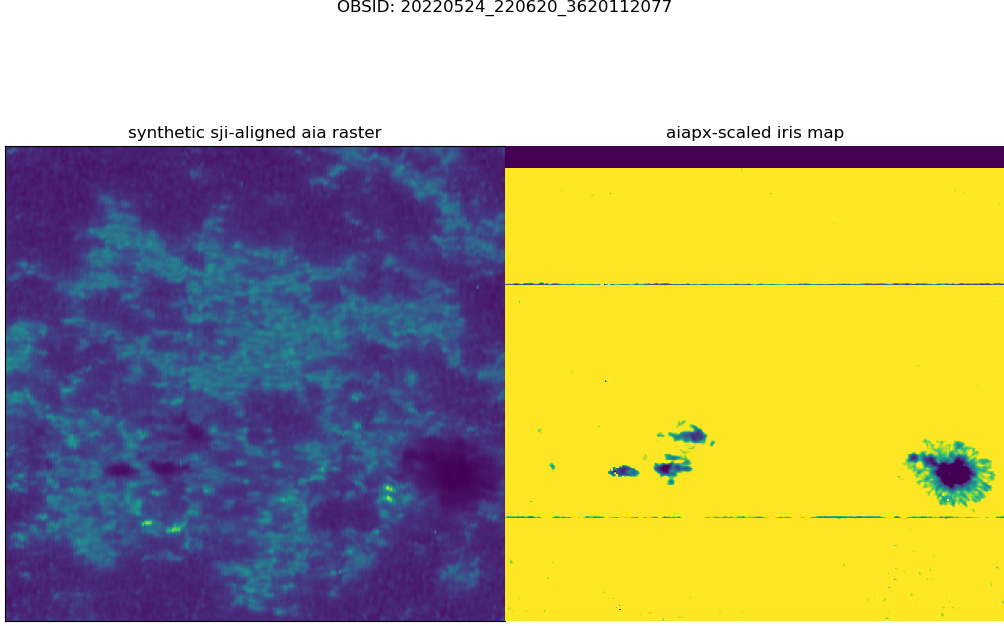 OBSID: 20220524_220620_3620112077
synthetic sji-aligned aia raster
aiapx-scaled iris map